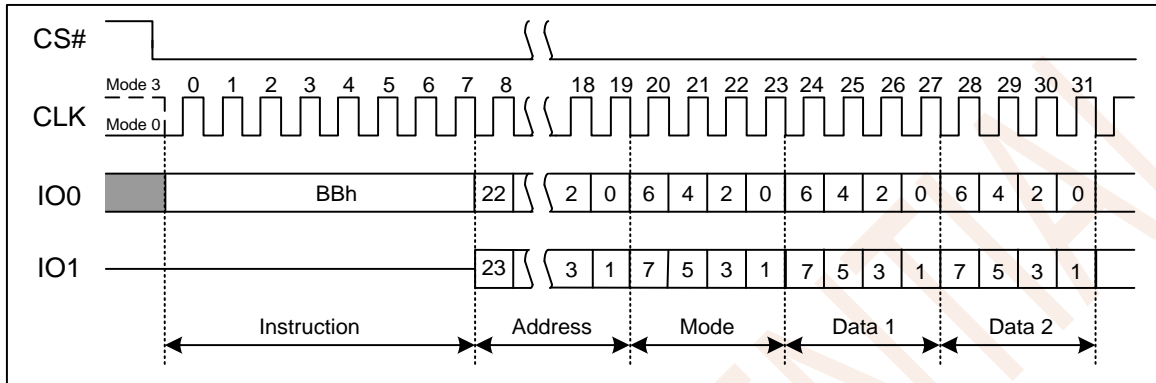 CS#
Mode 3 0 1 2 3 4 5 6 7 8 18 19 20 21 22 23 24 25 26 27 28 29 30 31
CLK
Mode 0
IO0 BBh 22 2 0 6 4 2 0 6 4 2 0 6 4 2 0
IO1 23 3 1 7 5 3 1 7 5 3 1 7 5 3 1
Instruction Address Mode Data 1 Data 2